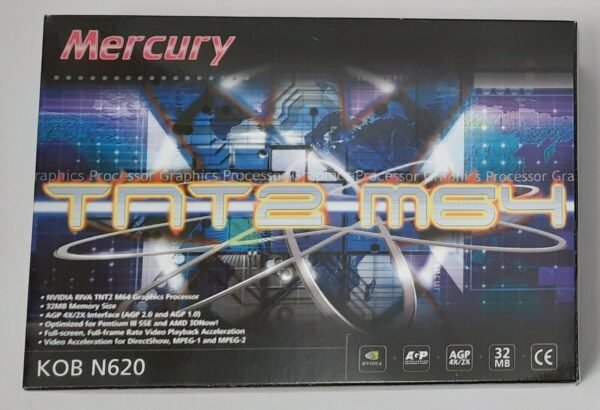 Mercury
Graphics Processor Graphics Processor Graphics Processor Graphics Processor Gra
TNT2 M64
• NVIDIA RIVA TNT2 M64 Graphics Processor
• 32MB Memory Size
• AGP 4X/2X Interface (AGP 2.0 and AGP 1.0)
• Optimized for Pentium III SSE and AMD 3DNow!
• Full-screen, Full-frame Rate Video Playback Acceleration
• Video Acceleration for DirectShow, MPEG-1 and MPEG-2
KOB N620
NVIDIA
AGP
AGP
4X/2X
32
MB
CE